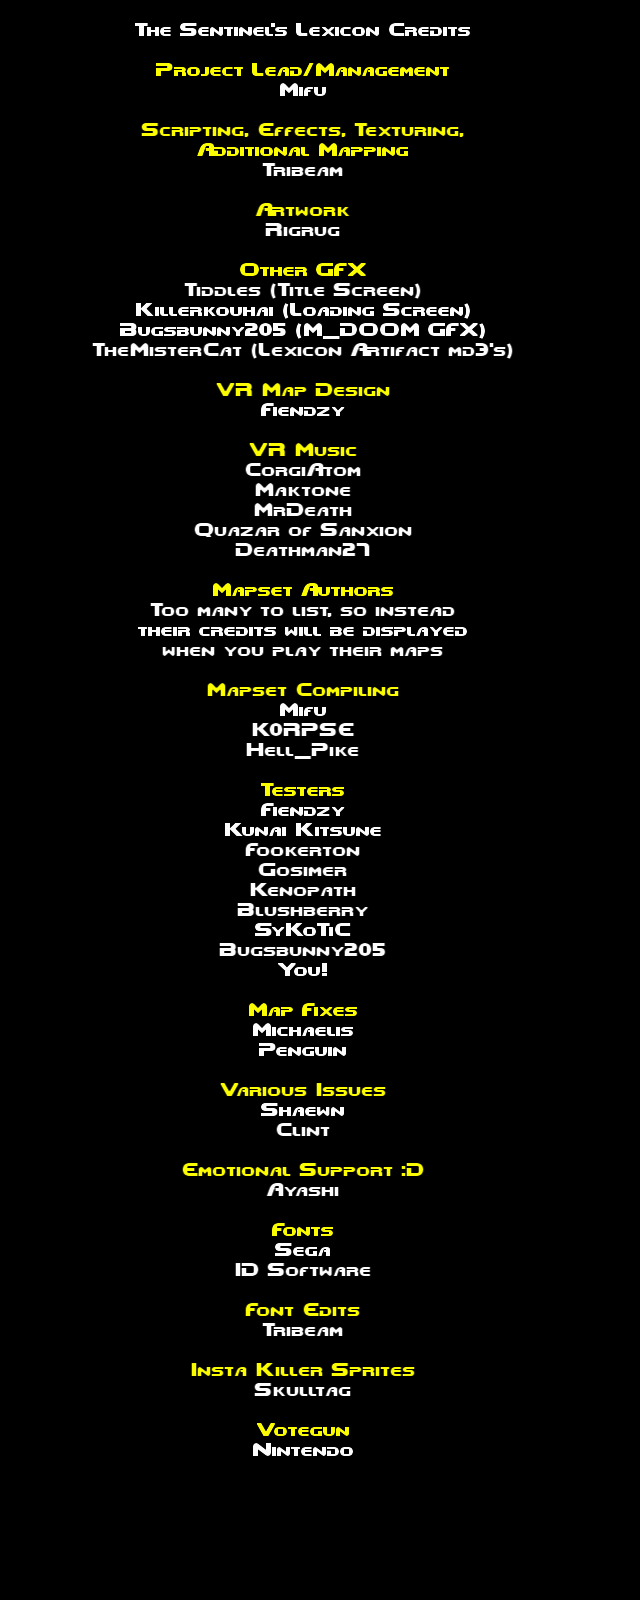 The Sentinel's Lexicon Credits
Project Lead/Management
Mifu
Scripting, Effects, Texturing,
Additional Mapping
Tribeam
Artwork
Rigrug
Other GFX
Tiddles (Title Screen)
Killerkouhai (Loading Screen)
Bugsbunny205 (M_DOOM GFX)
TheMisterCat (Lexicon Artifact md3's)
VR Map Design
Fiendzy
VR Music
CorgiAtom
Maktone
MrDeath
Quazar of Sanxion
Deathman27
Mapset Authors
Too many to list, so instead
their credits will be displayed
when you play their maps
Mapset Compiling
Mifu
K0RPSE
Hell_Pike
Testers
Fiendzy
Kunai Kitsune
Fookerton
Gosimer
Kenopath
Blushberry
SyKoTiC
Bugsbunny205
You!
Map Fixes
Michaelis
Penguin
Various Issues
Shaewn
Clint
Emotional Support :D
Ayashi
Fonts
Sega
ID Software
Font Edits
Tribeam
Insta Killer Sprites
Skulltag
Votegun
Nintendo